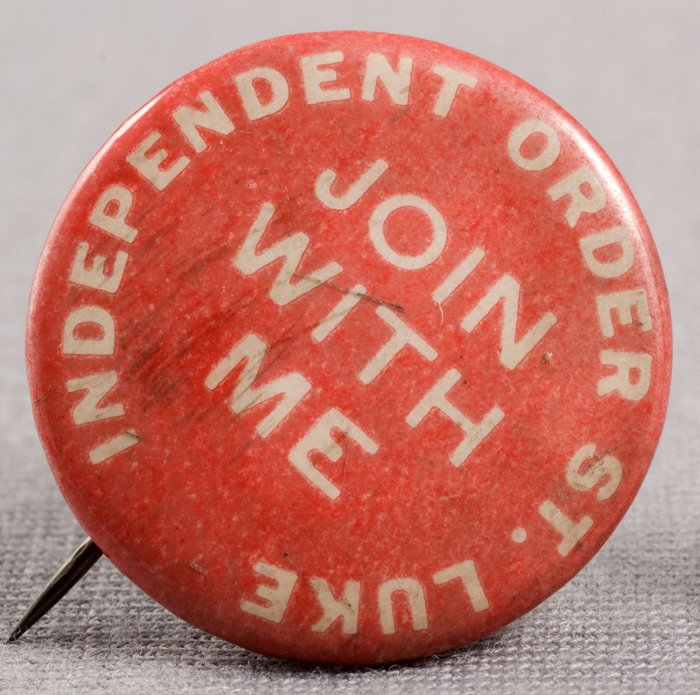 INDEPENDENT ORDER ST. LUKE
JOIN
WITH
ME